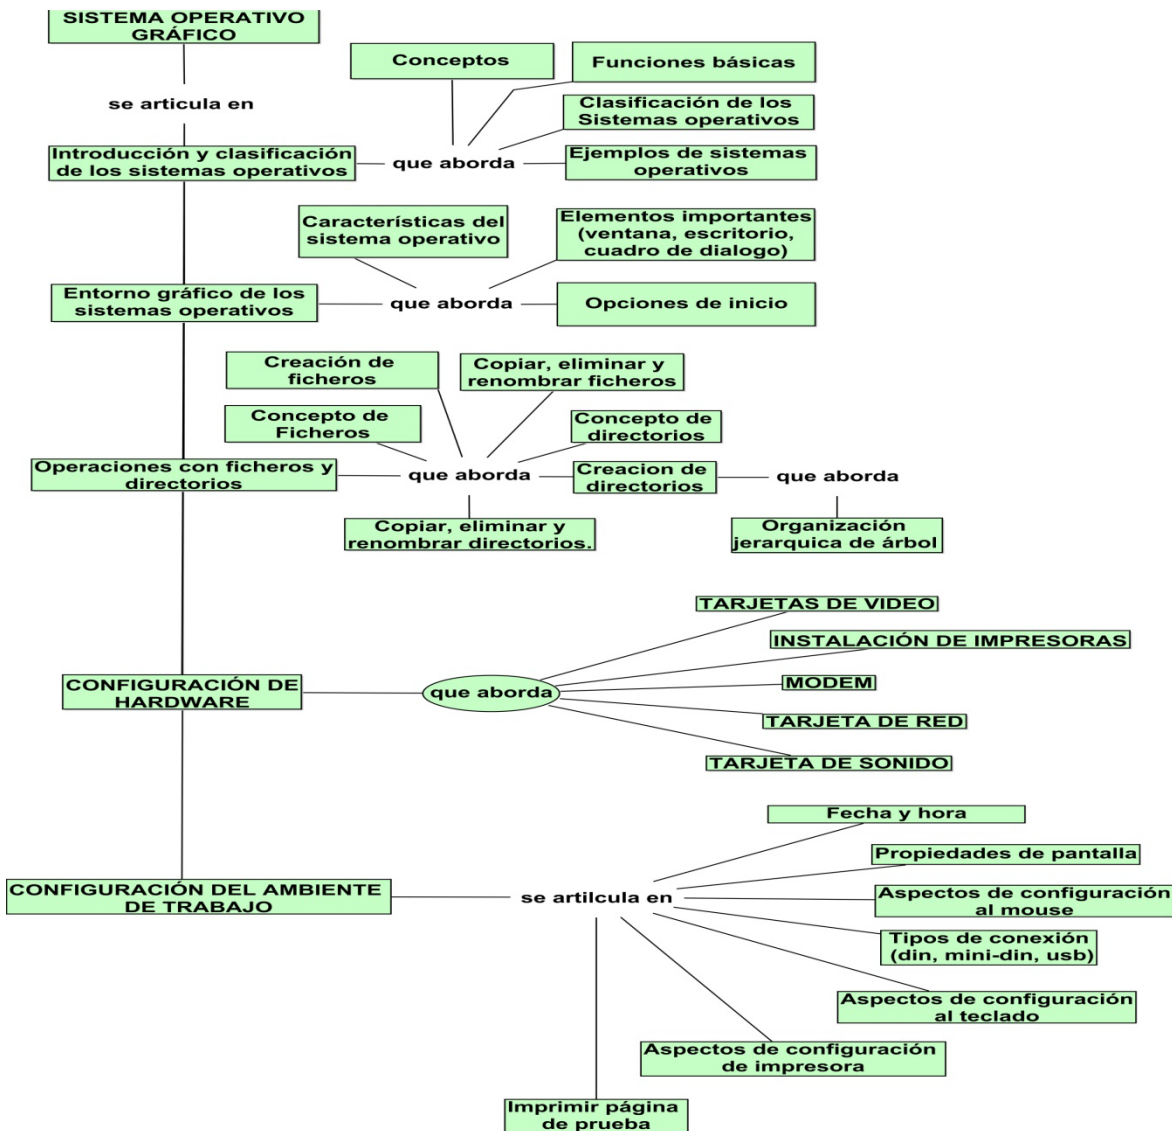 SISTEMA OPERATIVO
GRÁFICO
se articula en
Conceptos
Funciones básicas
Clasificación de los
Sistemas operativos
Introducción y clasificación
de los sistemas operativos
que aborda
Ejemplos de sistemas
operativos
Características del
sistema operativo
Elementos importantes
(ventana, escritorio,
cuadro de dialogo)
Entorno gráfico de los
sistemas operativos
que aborda
Opciones de inicio
Creación de
ficheros
Copiar, eliminar y
renombrar ficheros
Concepto de
Ficheros
Concepto de
directorios
Operaciones con ficheros y
directorios
que aborda
Creacion de
directorios
que aborda
Copiar, eliminar y
renombrar directorios.
Organización
jerarquica de árbol
TARJETAS DE VIDEO
INSTALACIÓN DE IMPRESORAS
CONFIGURACIÓN DE
HARDWARE
que aborda
MODEM
TARJETA DE RED
TARJETA DE SONIDO
Fecha y hora
Propiedades de pantalla
CONFIGURACIÓN DEL AMBIENTE
DE TRABAJO
se artilcula en
Aspectos de configuración
al mouse
Tipos de conexión
(din, mini-din, usb)
Aspectos de configuración
al teclado
Aspectos de configuración
de impresora
Imprimir página
de prueba